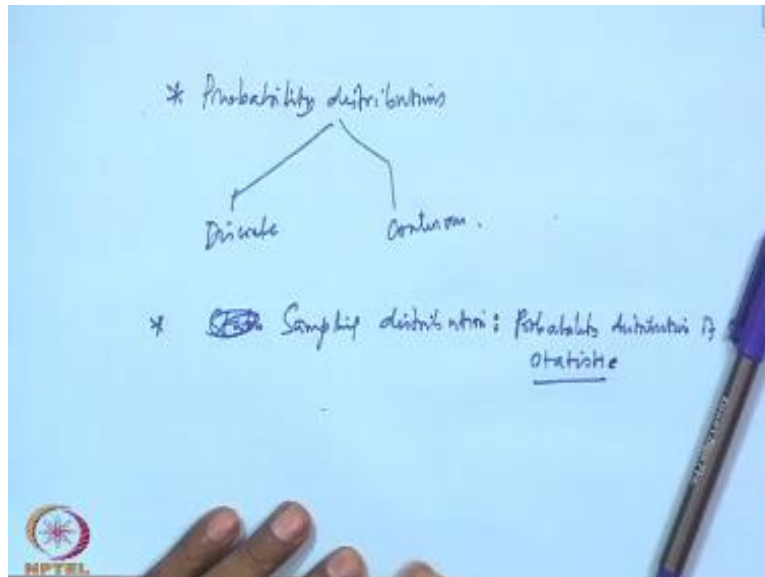 * Probability distributions
Discrete Continuous.
* Sampling distribution: Probability distribution of
Statistic
NPTEL